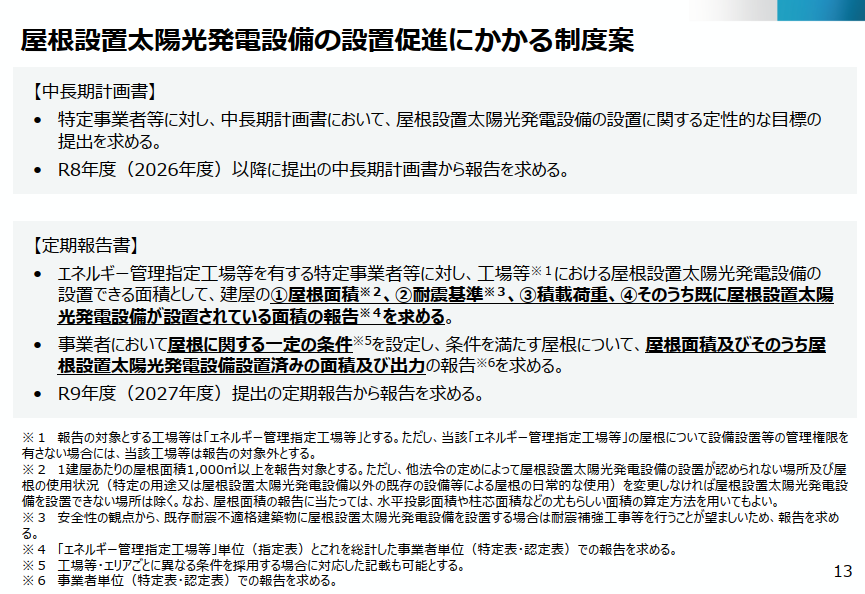 屋根設置太陽光発電設備の設置促進にかかる制度案
【中長期計画書】
• 特定事業者等に対し、中長期計画書において、屋根設置太陽光発電設備の設置に関する定性的な目標の
提出を求める。
• R8年度（2026年度）以降に提出の中長期計画書から報告を求める。
【定期報告書】
• エネルギー管理指定工場等を有する特定事業者等に対し、工場等※1における屋根設置太陽光発電設備の
設置できる面積として、建屋の①屋根面積※2、②耐震基準※3、③積載荷重、④そのうち既に屋根設置太陽
光発電設備が設置されている面積の報告※4を求める。
• 事業者において屋根に関する一定の条件※5を設定し、条件を満たす屋根について、屋根面積及びそのうち屋
根設置太陽光発電設備設置済みの面積及び出力の報告※6を求める。
• R9年度（2027年度）提出の定期報告から報告を求める。
※１ 報告の対象とする工場等は「エネルギー管理指定工場等」とする。ただし、当該「エネルギー管理指定工場等」の屋根について設備設置等の管理権限を
有さない場合には、当該工場等は報告の対象外とする。
※２ 1建屋あたりの屋根面積1,000㎡以上を報告対象とする。ただし、他法令の定めによって屋根設置太陽光発電設備の設置が認められない場所及び屋
根の使用状況（特定の用途又は屋根設置太陽光発電設備以外の既存の設備等による屋根の日常的な使用）を変更しなければ屋根設置太陽光発電設
備を設置できない場所は除く。なお、屋根面積の報告に当たっては、水平投影面積や柱芯面積などの尤もらしい面積の算定方法を用いてもよい。
※３ 安全性の観点から、既存耐震不適格建築物に屋根設置太陽光発電設備を設置する場合は耐震補強工事等を行うことが望ましいため、報告を求め
る。
※４ 「エネルギー管理指定工場等」単位（指定表）とこれを総計した事業者単位（特定表・認定表）での報告を求める。
※５ 工場等・エリアごとに異なる条件を採用する場合に対応した記載も可能とする。
※６ 事業者単位（特定表・認定表）での報告を求める。
13